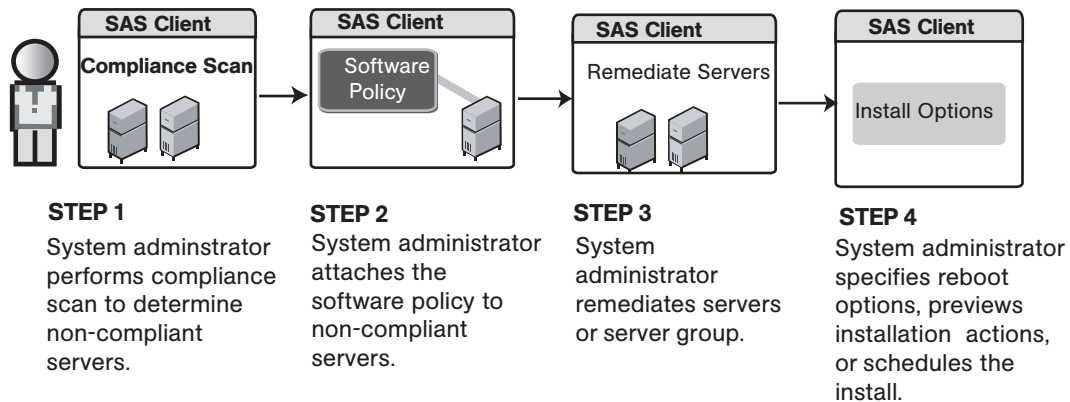 SAS Client
Compliance Scan
SAS Client
Software
Policy
SAS Client
Remediate Servers
SAS Client
Install Options
STEP 1
System adminstrator
performs compliance
scan to determine
non-compliant
servers.
STEP 2
System administrator
attaches the
software policy to
non-compliant
servers.
STEP 3
System
administrator
remediates servers
or server group.
STEP 4
System administrator
specifies reboot
options, previews
installation actions,
or schedules the
install.